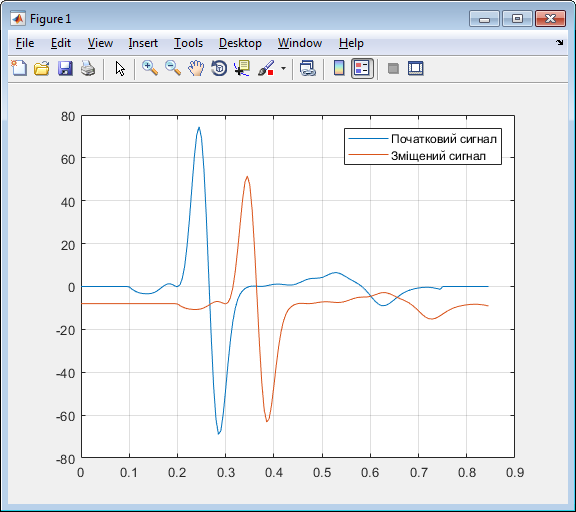 Figure 1
File Edit View Insert Tools Desktop Window Help
80
60
40
20
0
-20
-40
-60
-80
0 0.1 0.2 0.3 0.4 0.5 0.6 0.7 0.8 0.9
Початковий сигнал
Зміщений сигнал